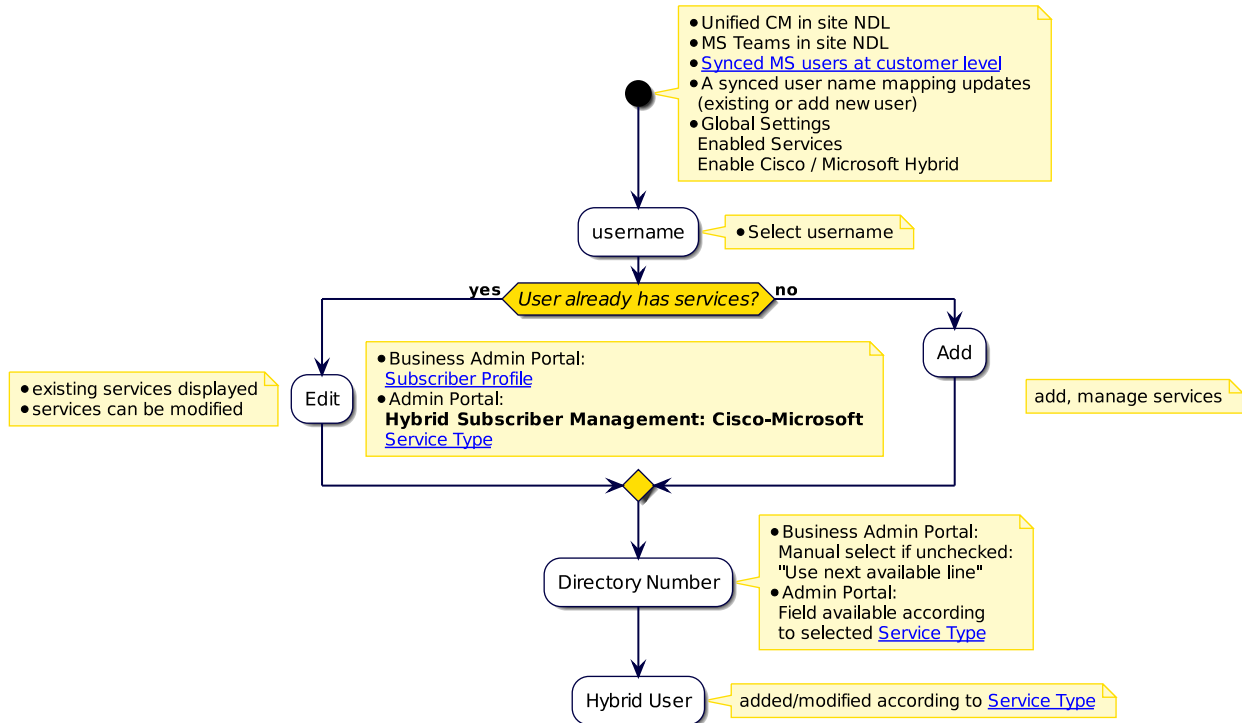 •Unified CM in site NDL
•MS Teams in site NDL
•Synced MS users at customer level
•A synced user name mapping updates
(existing or add new user)
•Global Settings
Enabled Services
Enable Cisco / Microsoft Hybrid
username
•Select username
yes
User already has services?
no
•existing services displayed
•services can be modified
Edit
•Business Admin Portal:
Subscriber Profile
•Admin Portal:
Hybrid Subscriber Management: Cisco-Microsoft
Service Type
Add
add, manage services
Directory Number
•Business Admin Portal:
Manual select if unchecked:
"Use next available line"
•Admin Portal:
Field available according
to selected Service Type
Hybrid User
added/modified according to Service Type